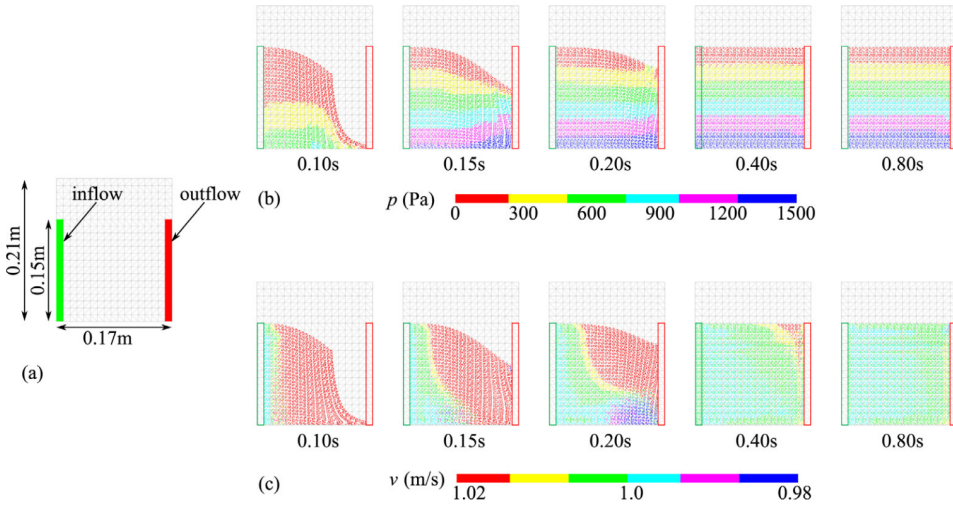 0.10s 0.15s 0.20s 0.40s 0.80s
(b) p (Pa)
0 300 600 900 1200 1500
inflow outflow
0.21m
0.15m
0.17m
(a)
0.10s 0.15s 0.20s 0.40s 0.80s
(c) v (m/s)
1.02 1.0 0.98